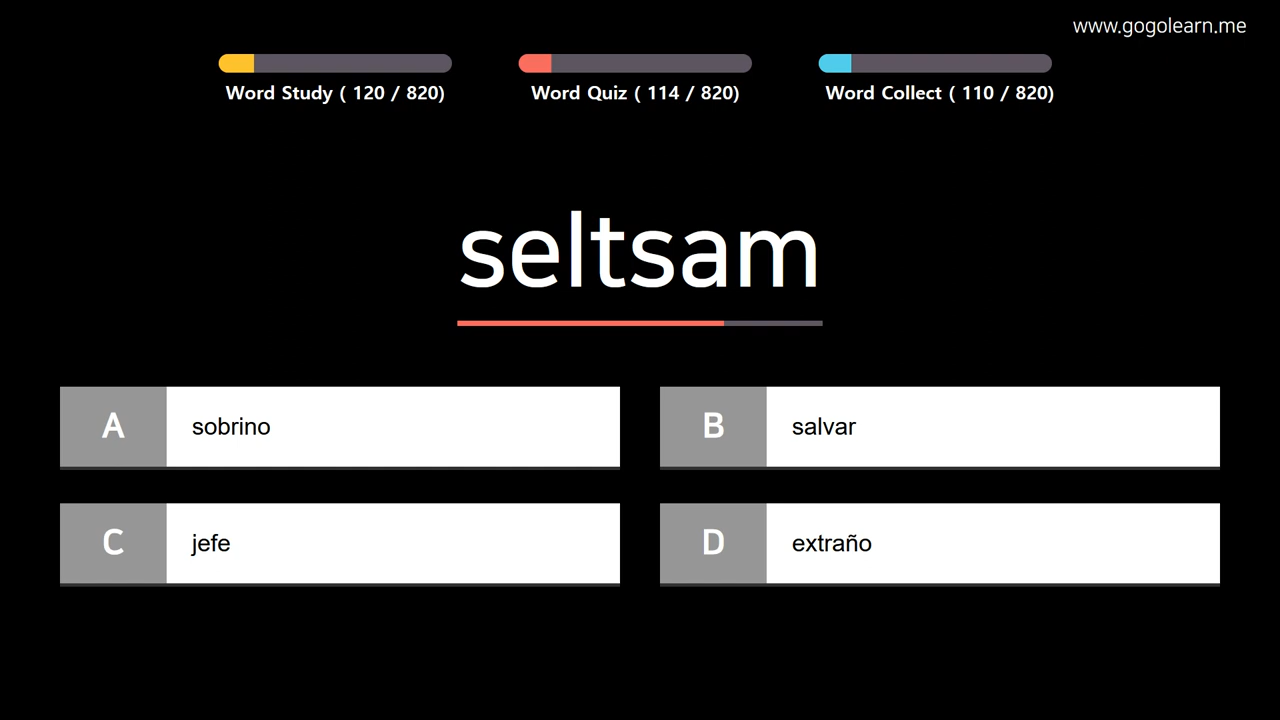 www.gogolearn.me
Word Study ( 120 / 820)
Word Quiz ( 114 / 820)
Word Collect ( 110 / 820)
seltsam
A sobrino
B salvar
C jefe
D extraño